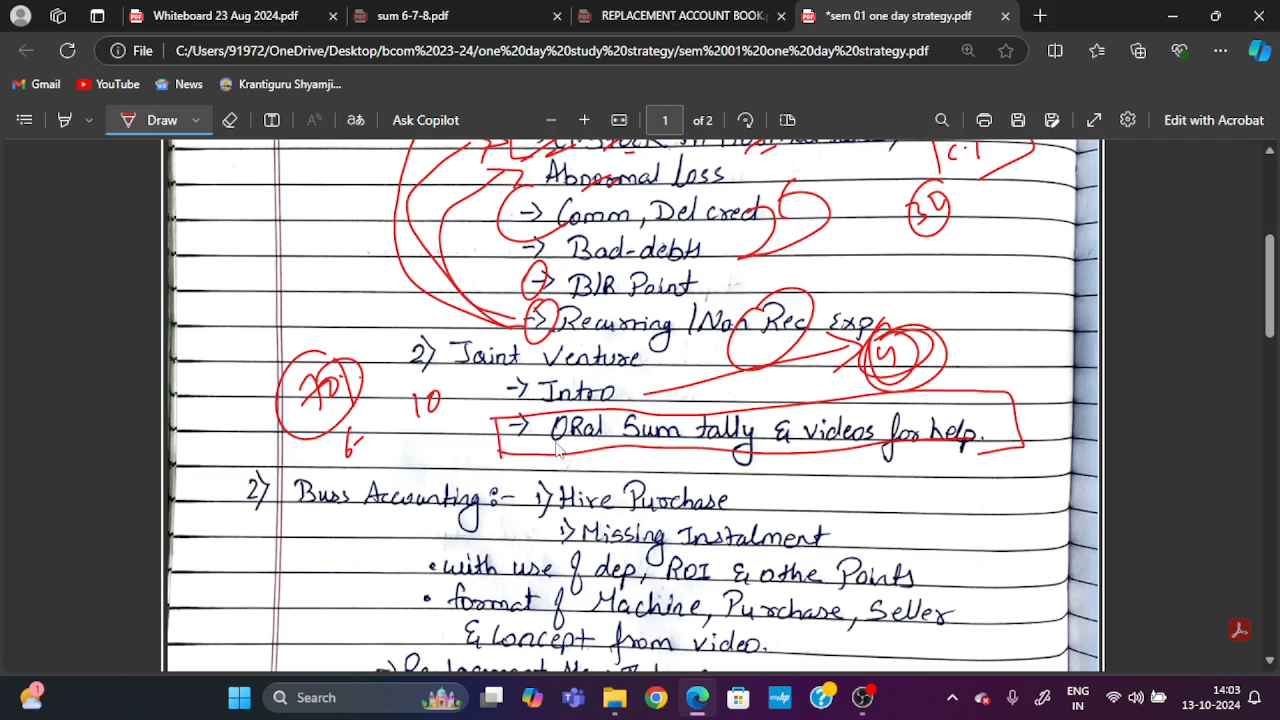 Whiteboard 23 Aug 2024.pdf
sum 6-7-8.pdf
REPLACEMENT ACCOUNT BOOK.
*sem 01 one day strategy.pdf
File
C:/Users/91972/OneDrive/Desktop/bcom%2023-24/one%20day%20study%20strategy/sem%2001%20one%20day%20strategy.pdf
Gmail
YouTube
News
Krantiguru Shyamji...
Draw
Ask Copilot
1
of 2
Edit with Acrobat
Abnormal Loss
→ Comm, Del cred
30
→ Bad-debts
→ B/R Point
→ Recurring / Non Rec Exp
2) Joint Venture
→ Intro
70%
10
→ ORal Sum tally & videos for help.
2) Buss Accounting :- 1) Hire Purchase
1) Missing Instalment
• with use of dep, ROI & othe Points
• format of Machine, Purchase, Seller
& Concept from video.
1
Search
ENG
IN
14:03
13-10-2024